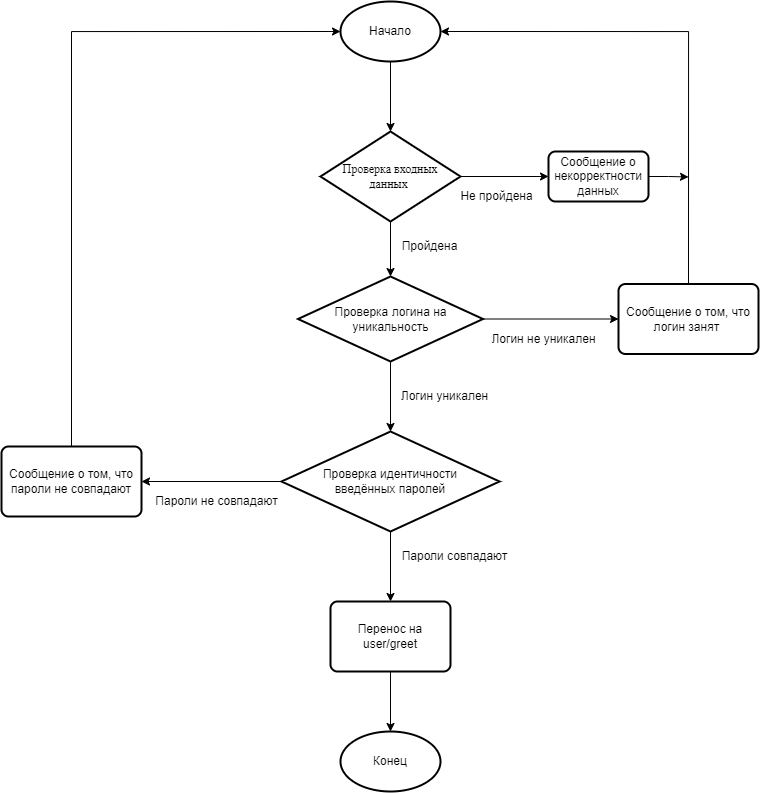 Начало
Проверка входных
данных
Сообщение о
некорректности
данных
Не пройдена
Пройдена
Проверка логина на
уникальность
Сообщение о том, что
логин занят
Логин не уникален
Логин уникален
Проверка идентичности
введённых паролей
Сообщение о том, что
пароли не совпадают
Пароли не совпадают
Пароли совпадают
Перенос на
user/greet
Конец